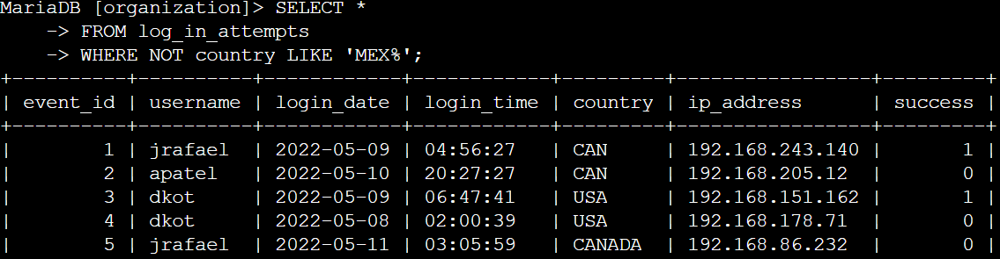 MariaDB [organization]> SELECT *
    -> FROM log_in_attempts
    -> WHERE NOT country LIKE 'MEX%';
+----------+----------+------------+------------+---------+-----------------+---------+
| event_id | username | login_date | login_time | country | ip_address      | success |
+----------+----------+------------+------------+---------+-----------------+---------+
|        1 | jrafael  | 2022-05-09 | 04:56:27   | CAN     | 192.168.243.140 |       1 |
|        2 | apatel   | 2022-05-10 | 20:27:27   | CAN     | 192.168.205.12  |       0 |
|        3 | dkot     | 2022-05-09 | 06:47:41   | USA     | 192.168.151.162 |       1 |
|        4 | dkot     | 2022-05-08 | 02:00:39   | USA     | 192.168.178.71  |       0 |
|        5 | jrafael  | 2022-05-11 | 03:05:59   | CANADA  | 192.168.86.232  |       0 |